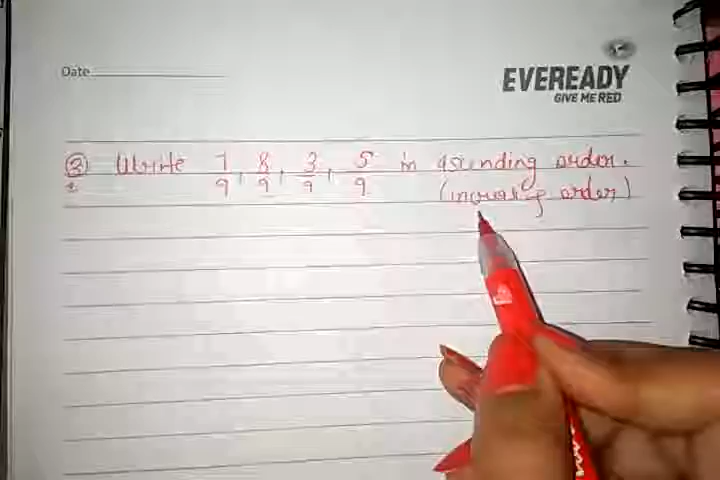 EVEREADY
GIVE ME RED
Date
③ Write 7/9, 8/9, 3/9, 5/9 in ascending order.
(increasing order)